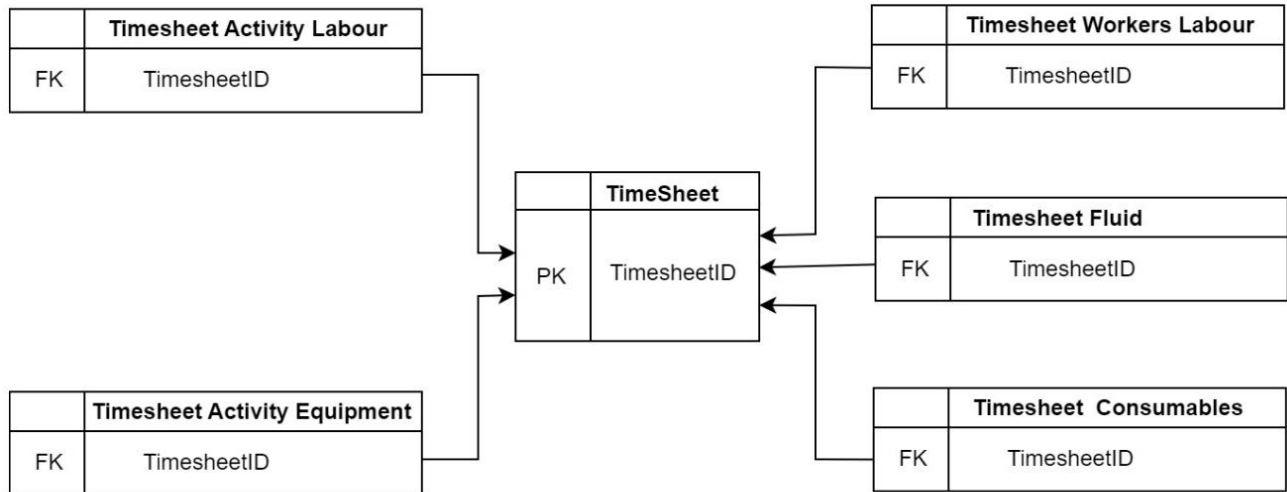 Timesheet Activity Labour
FK TimesheetID
Timesheet Workers Labour
FK TimesheetID
TimeSheet
PK TimesheetID
Timesheet Fluid
FK TimesheetID
Timesheet Activity Equipment
FK TimesheetID
Timesheet Consumables
FK TimesheetID